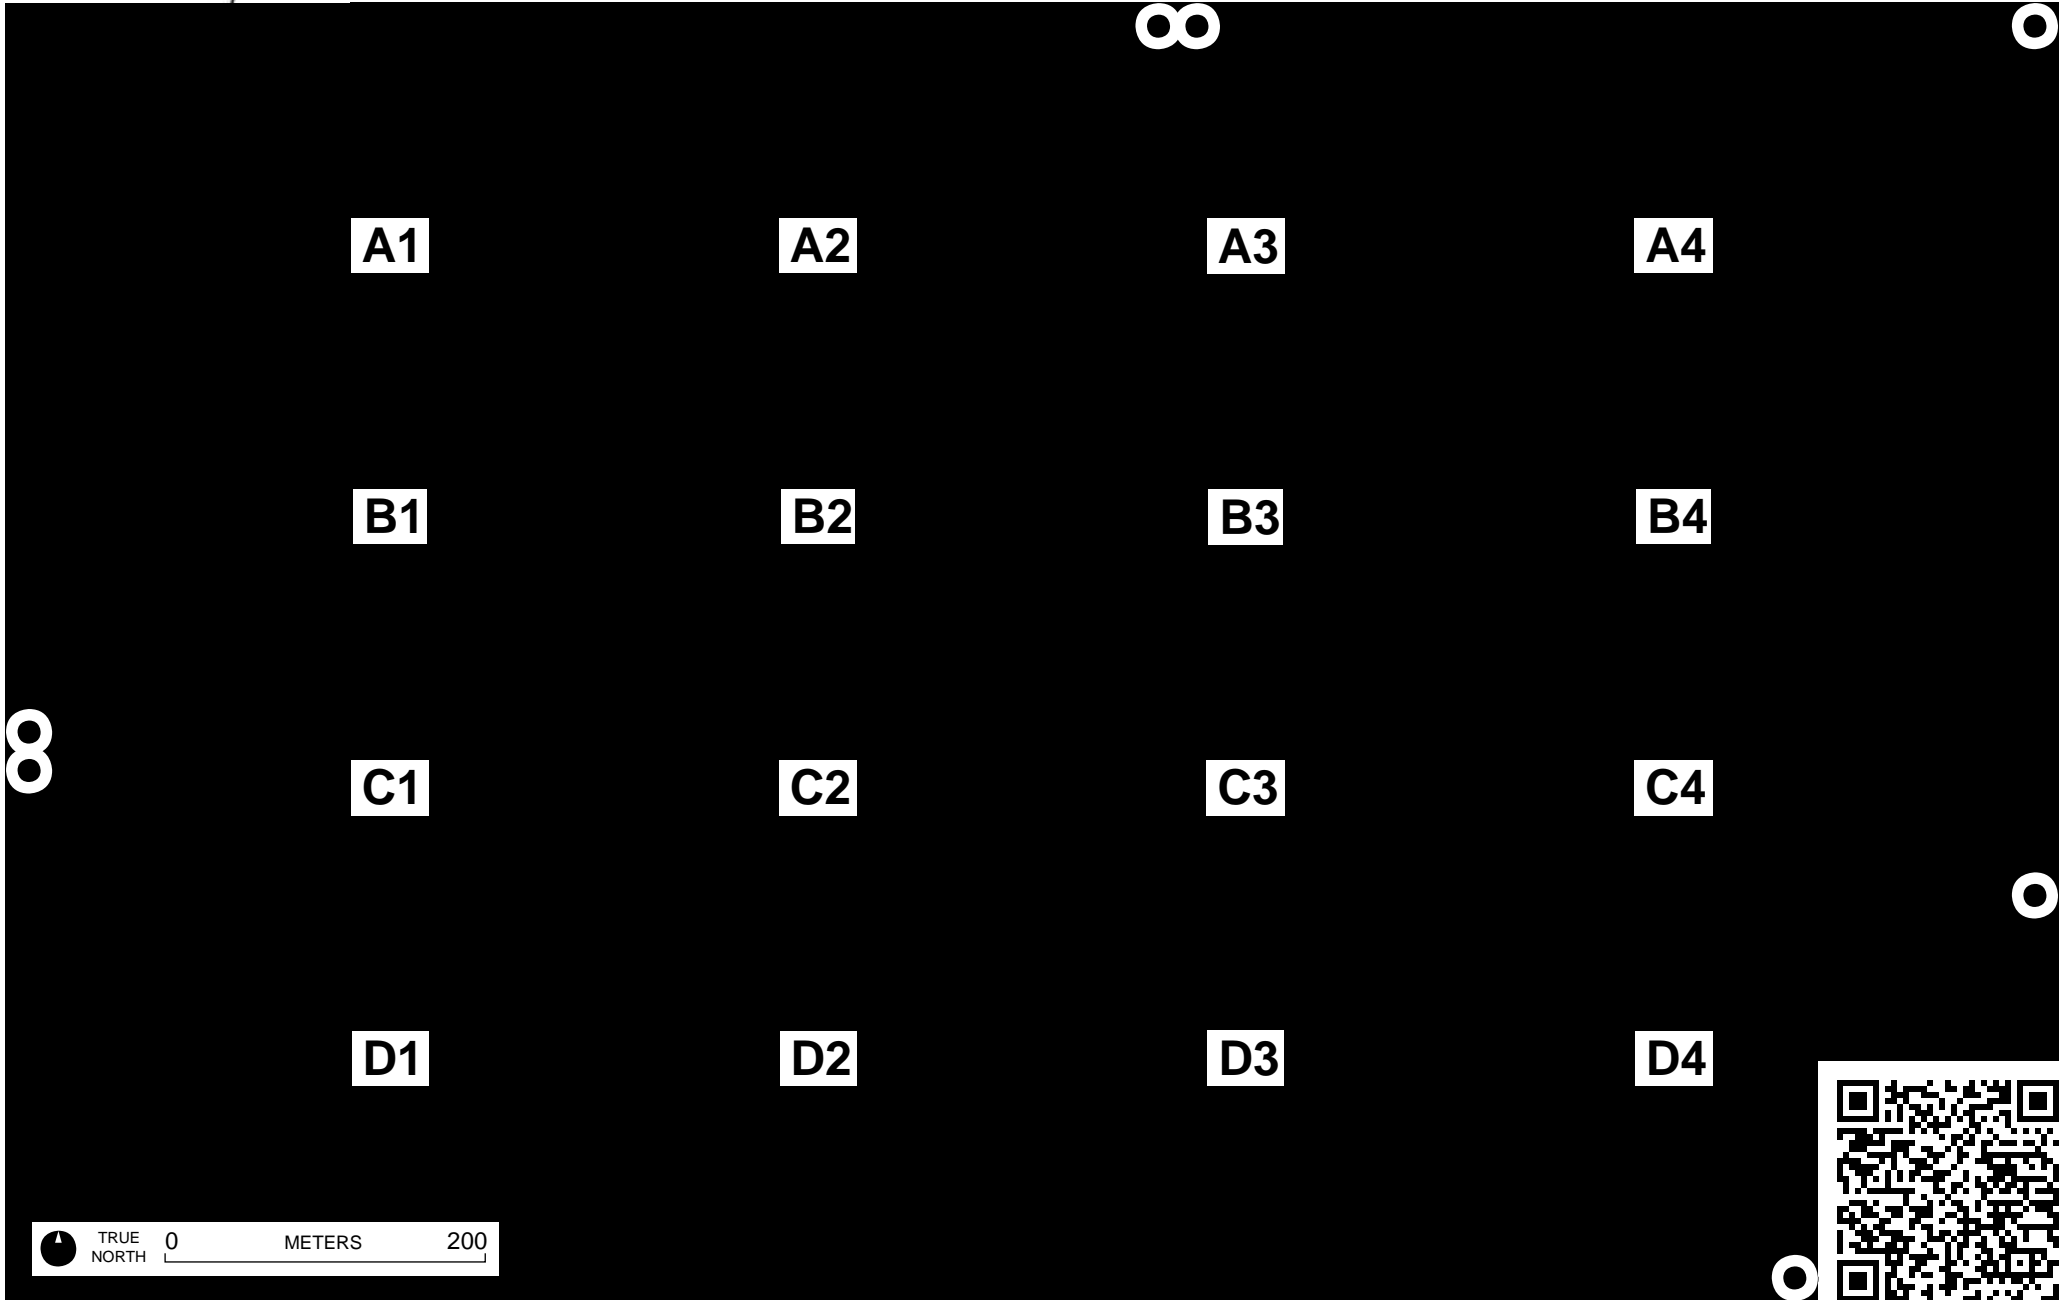 A1 A2 A3 A4
B1 B2 B3 B4
C1 C2 C3 C4
D1 D2 D3 D4
TRUE NORTH 0 METERS 200